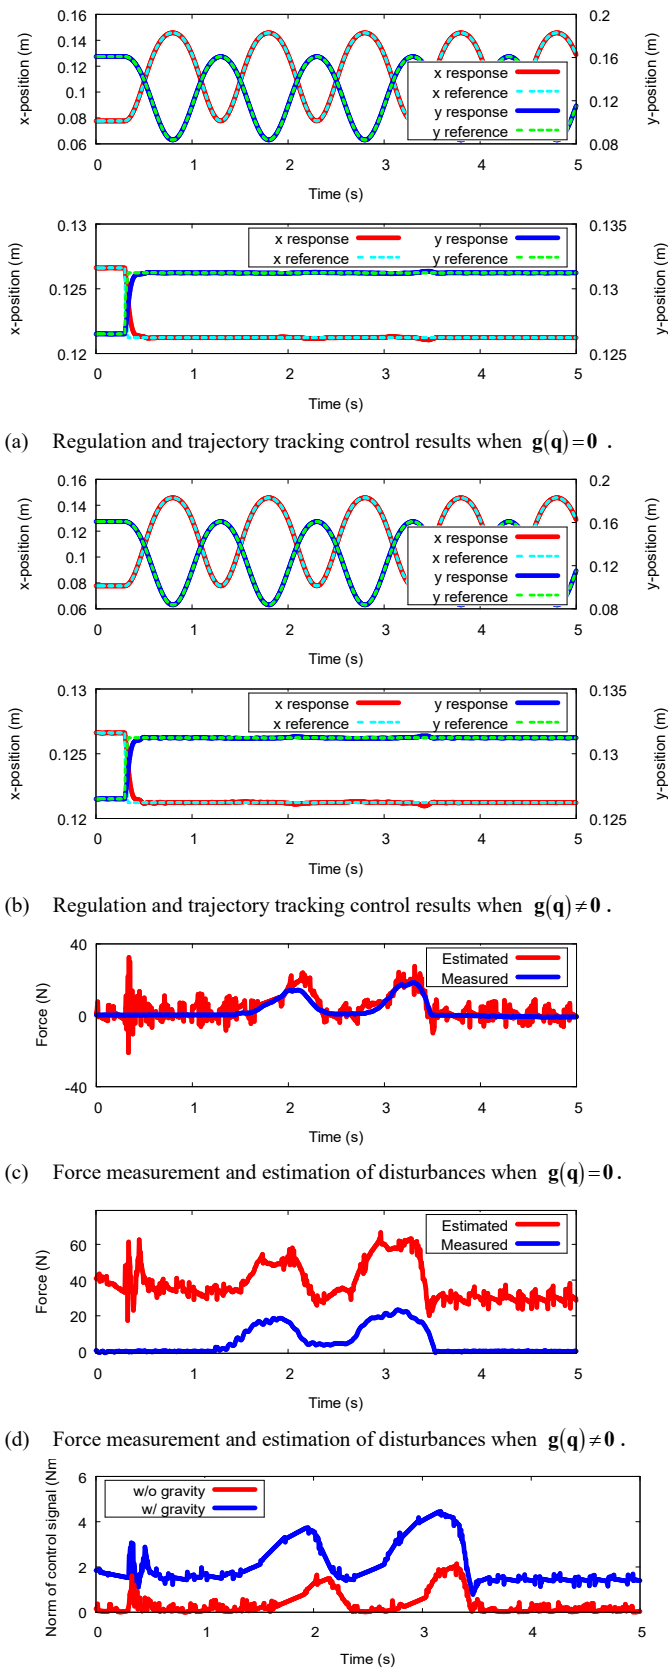 0.16
0.14
0.12
0.1
0.08
0.06
x-position (m)
0.2
0.16
0.12
0.08
y-position (m)
x response
x reference
y response
y reference
0 1 2 3 4 5
Time (s)
0.13
0.125
0.12
x-position (m)
0.135
0.13
0.125
y-position (m)
x response y response
x reference y reference
0 1 2 3 4 5
Time (s)
(a) Regulation and trajectory tracking control results when g(q)=0 .
0.16
0.14
0.12
0.1
0.08
0.06
x-position (m)
0.2
0.16
0.12
0.08
y-position (m)
x response
x reference
y response
y reference
0 1 2 3 4 5
Time (s)
0.13
0.125
0.12
x-position (m)
0.135
0.13
0.125
y-position (m)
x response y response
x reference y reference
0 1 2 3 4 5
Time (s)
(b) Regulation and trajectory tracking control results when g(q)≠0 .
40
0
-40
Force (N)
Estimated
Measured
0 1 2 3 4 5
Time (s)
(c) Force measurement and estimation of disturbances when g(q)=0 .
60
40
20
0
Force (N)
Estimated
Measured
0 1 2 3 4 5
Time (s)
(d) Force measurement and estimation of disturbances when g(q)≠0 .
6
4
2
0
Norm of control signal (Nm
w/o gravity
w/ gravity
0 1 2 3 4 5
Time (s)